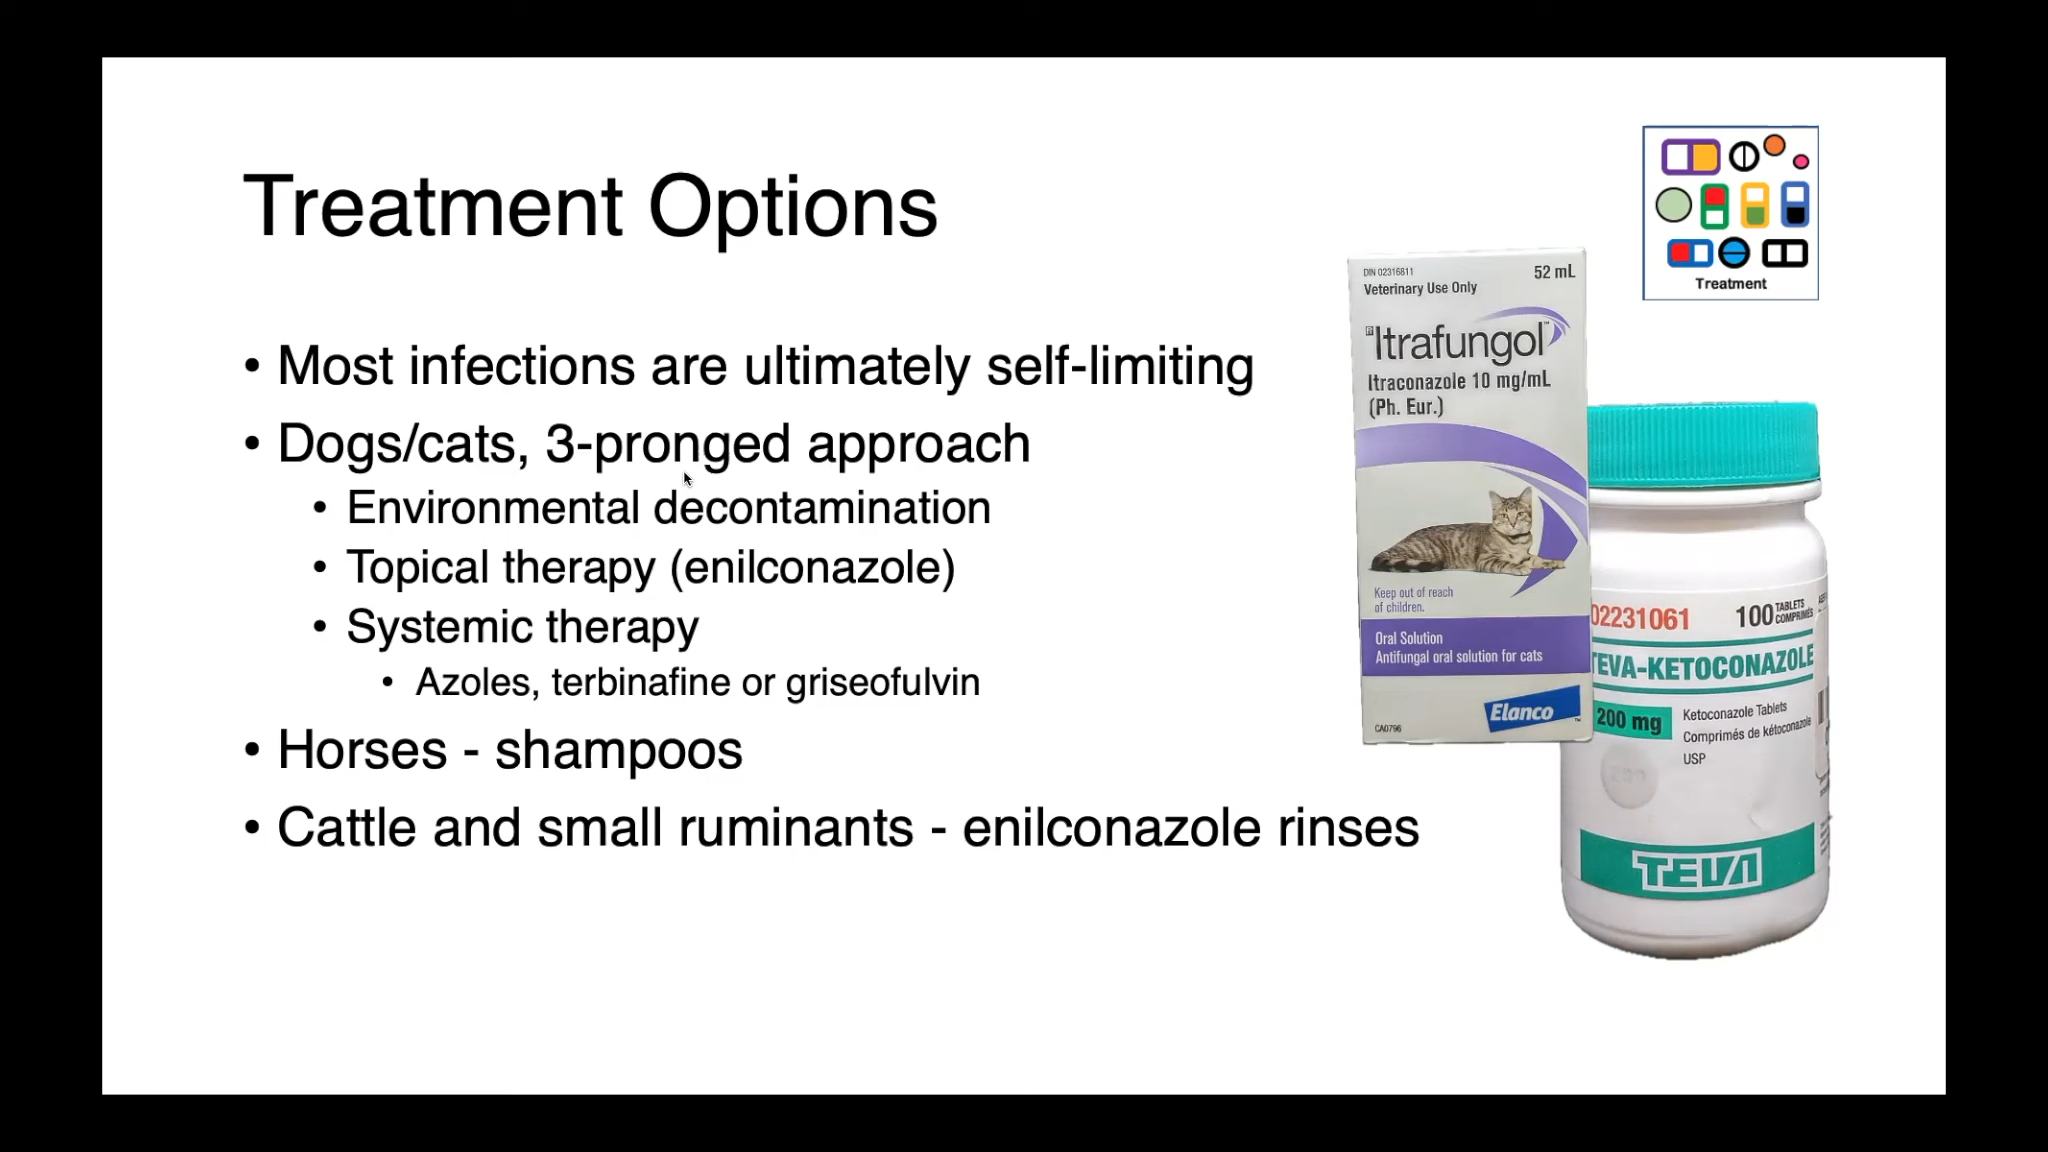 Treatment Options
Treatment
• Most infections are ultimately self-limiting
• Dogs/cats, 3-pronged approach
• Environmental decontamination
• Topical therapy (enilconazole)
• Systemic therapy
• Azoles, terbinafine or griseofulvin
• Horses - shampoos
• Cattle and small ruminants - enilconazole rinses
DIN 02316811
52 mL
Veterinary Use Only
Itrafungol™
Itraconazole 10 mg/mL
(Ph. Eur.)
Keep out of reach
of children.
Oral Solution
Antifungal oral solution for cats
Elanco
CA0796
02231061
100 TABLETS
COMPRIMÉS
TEVA-KETOCONAZOLE
200 mg
Ketoconazole Tablets
Comprimés de kétoconazole
USP
TEVA